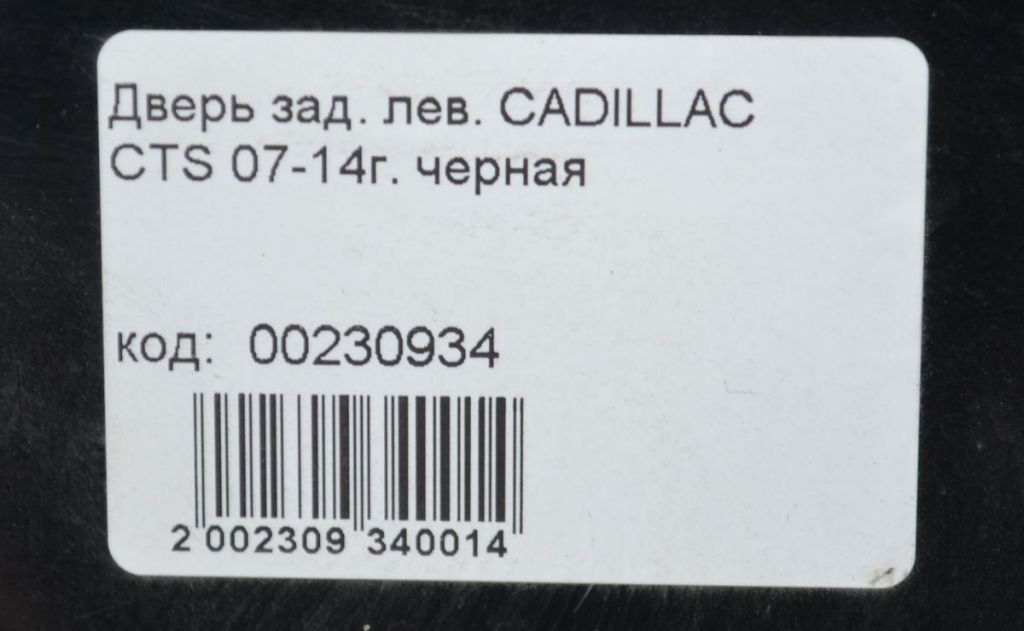 Дверь зад. лев. CADILLAC
CTS 07-14г. черная
код: 00230934
2 002309 340014